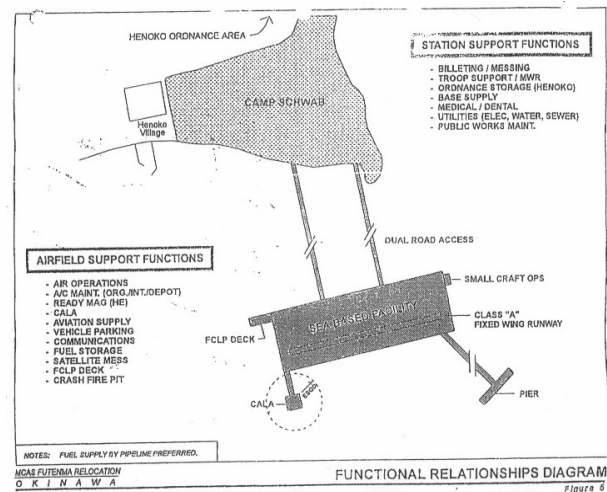 HENOKO ORDNANCE AREA
STATION SUPPORT FUNCTIONS
- BILLETING / MESSING
- TROOP SUPPORT / MWR
- ORDNANCE STORAGE (HENOKO)
- BASE SUPPLY
- MEDICAL / DENTAL
- UTILITIES (ELEC, WATER, SEWER)
- PUBLIC WORKS MAINT.
CAMP SCHWAB
Henoko
Village
DUAL ROAD ACCESS
AIRFIELD SUPPORT FUNCTIONS
- AIR OPERATIONS
- A/C MAINT. (ORG./INT./DEPOT)
- READY MAG (HE)
- CALA
- AVIATION SUPPLY
- VEHICLE PARKING
- COMMUNICATIONS
- FUEL STORAGE
- SATELLITE MESS
- FCLP DECK
- CRASH FIRE PIT
SMALL CRAFT OPS
SEA-BASED FACILITY
CLASS "A"
FIXED WING RUNWAY
FCLP DECK
ESQD
CALA
PIER
NOTES: FUEL SUPPLY BY PIPELINE PREFERRED.
MCAS FUTENMA RELOCATION
OKINAWA
FUNCTIONAL RELATIONSHIPS DIAGRAM
Figure 6